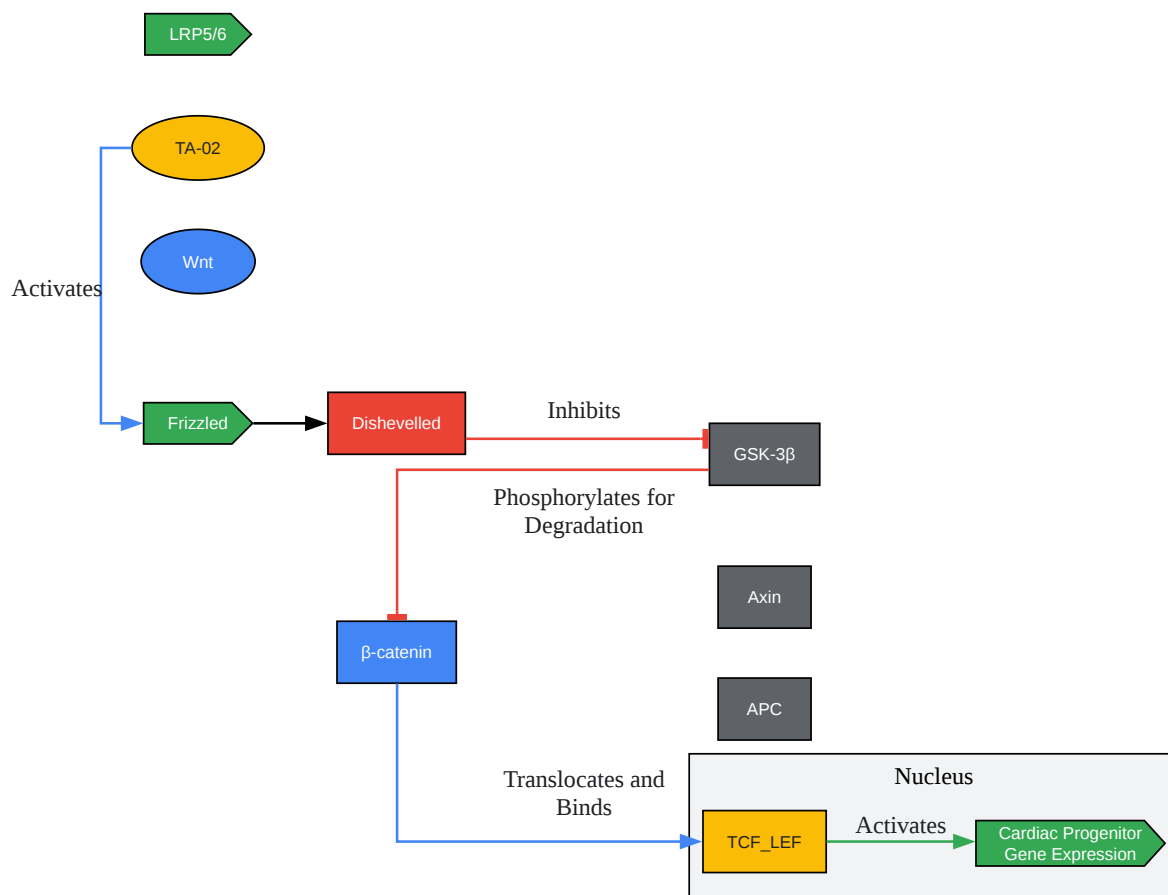 LRP5/6
TA-02
Wnt
Activates
Frizzled
Dishevelled
Inhibits
GSK-3β
Phosphorylates for
Degradation
Axin
β-catenin
APC
Nucleus
Translocates and
Binds
TCF_LEF
Activates
Cardiac Progenitor
Gene Expression